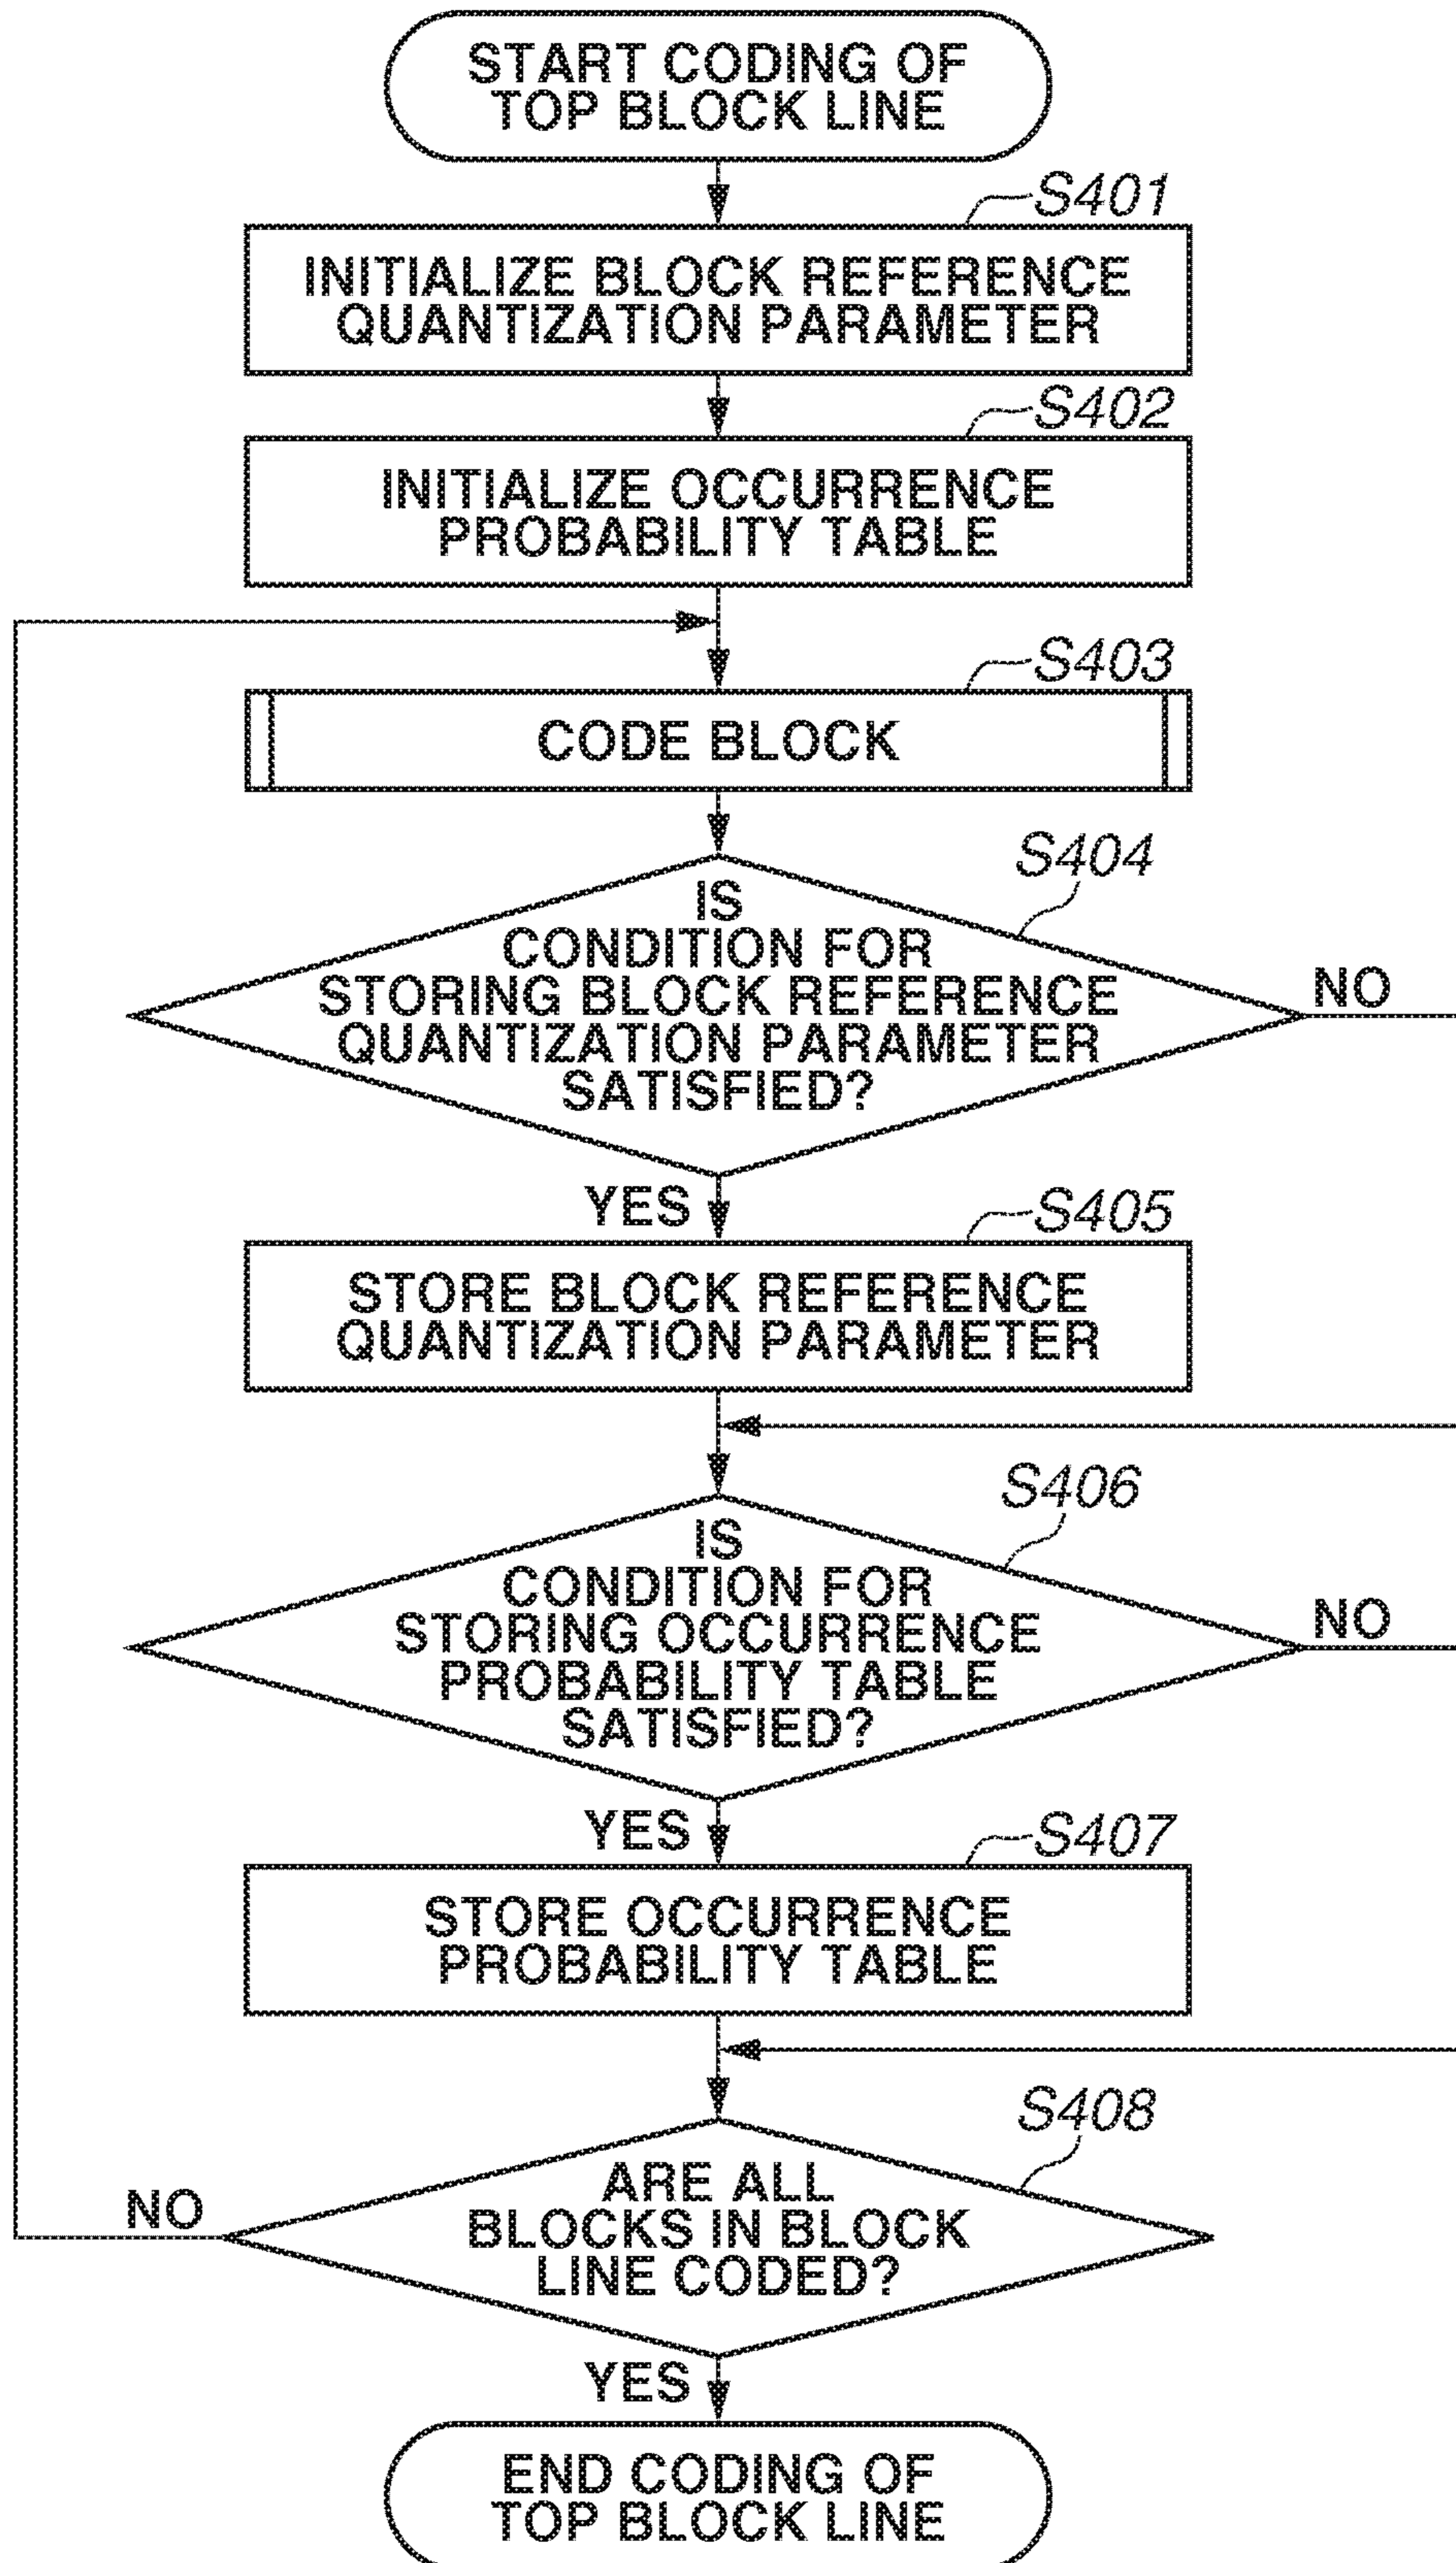 START CODING OF
TOP BLOCK LINE
S401
INITIALIZE BLOCK REFERENCE
QUANTIZATION PARAMETER
S402
INITIALIZE OCCURRENCE
PROBABILITY TABLE
S403
CODE BLOCK
S404
IS
CONDITION FOR
STORING BLOCK REFERENCE
QUANTIZATION PARAMETER
SATISFIED?
NO
YES
S405
STORE BLOCK REFERENCE
QUANTIZATION PARAMETER
S406
IS
CONDITION FOR
STORING OCCURRENCE
PROBABILITY TABLE
SATISFIED?
NO
YES
S407
STORE OCCURRENCE
PROBABILITY TABLE
S408
ARE ALL
BLOCKS IN BLOCK
LINE CODED?
NO
YES
END CODING OF
TOP BLOCK LINE